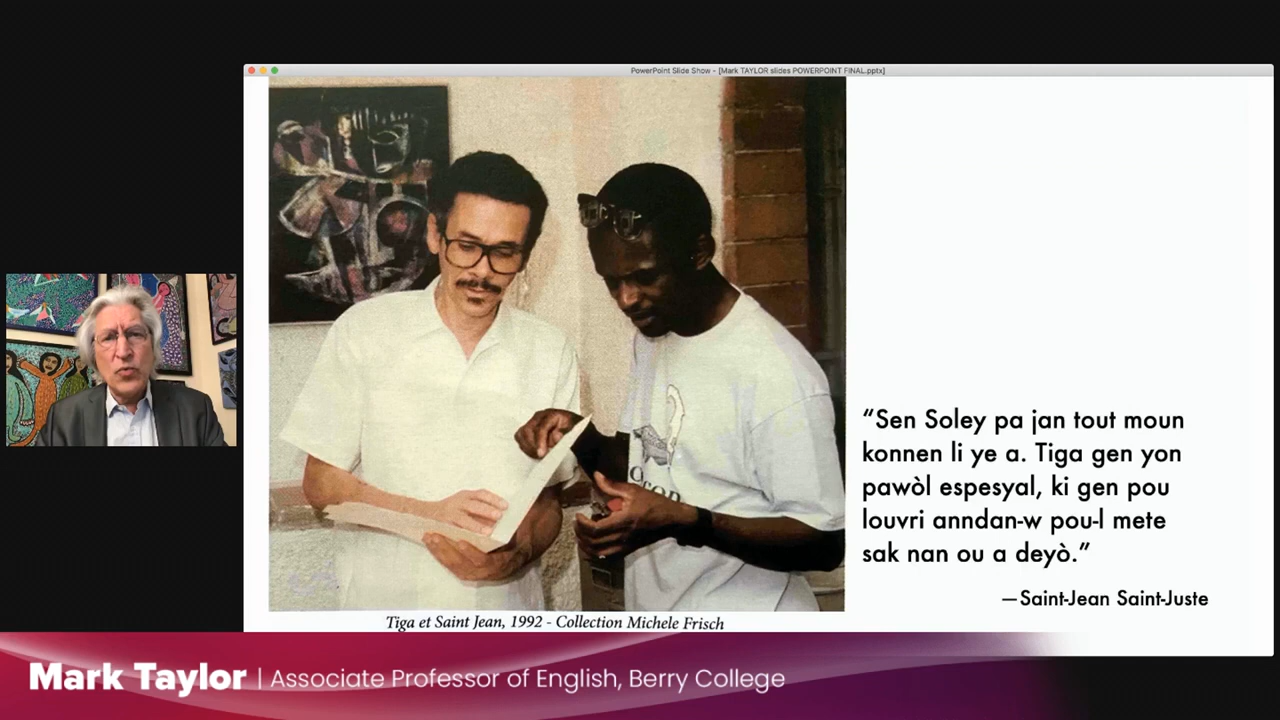 PowerPoint Slide Show - [Mark TAYLOR slides POWERPOINT FINAL.pptx]
“Sen Soley pa jan tout moun
konnen li ye a. Tiga gen yon
pawòl espesyal, ki gen pou
louvri anndan-w pou-l mete
sak nan ou a deyò.”
—Saint-Jean Saint-Juste
Tiga et Saint Jean, 1992 - Collection Michele Frisch
Mark Taylor | Associate Professor of English, Berry College